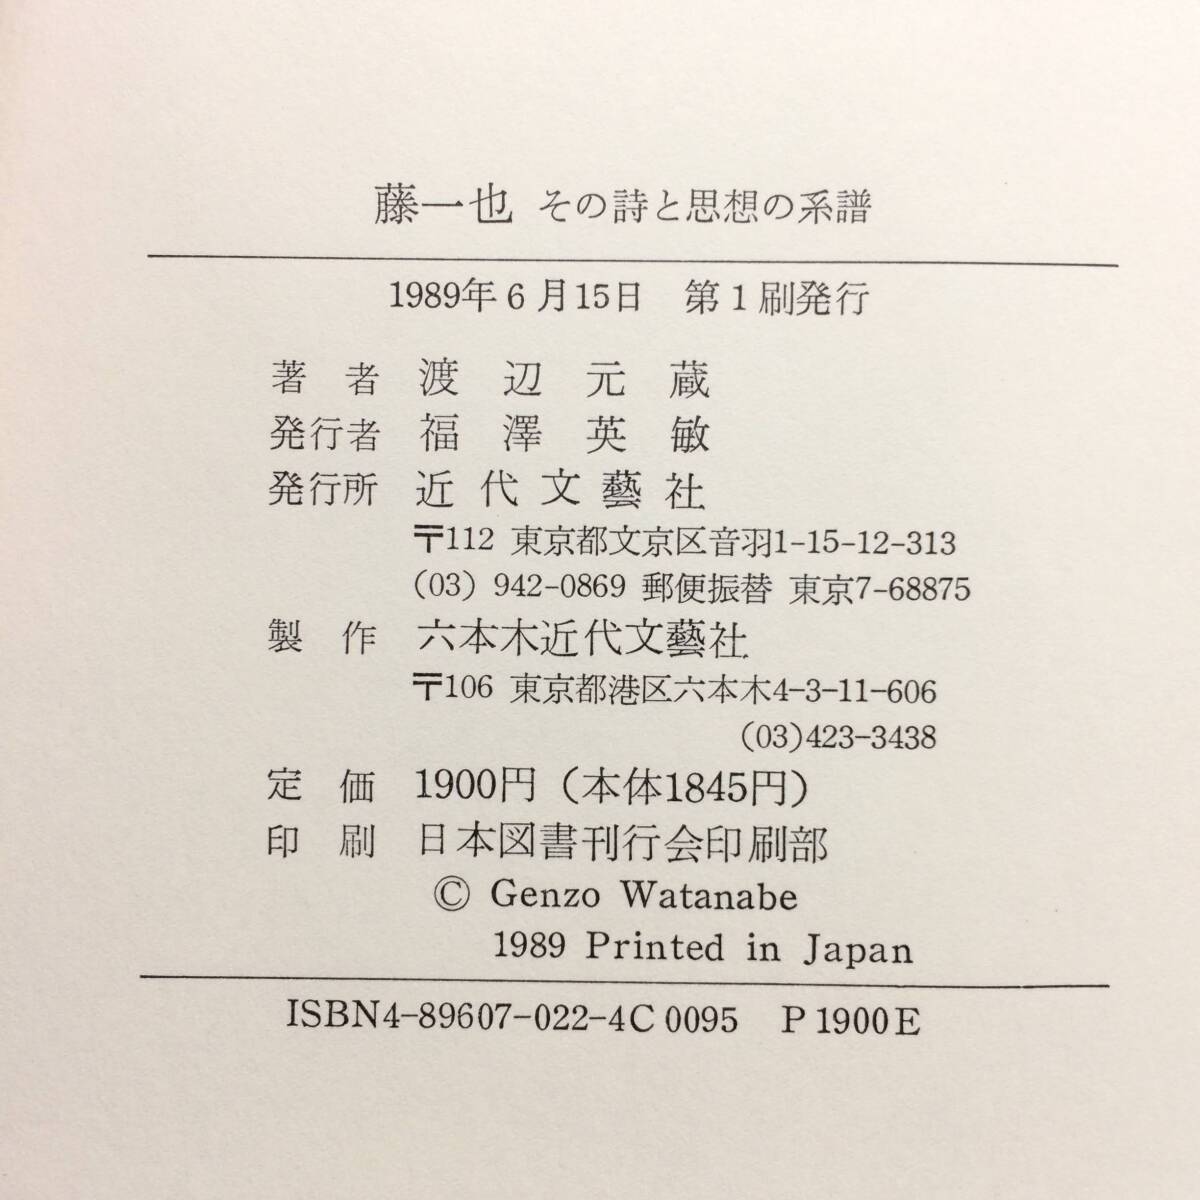 藤一也 その詩と思想の系譜
1989年6月15日 第1刷発行
著者 渡辺元蔵
発行者 福澤英敏
発行所 近代文藝社
〒112 東京都文京区音羽1-15-12-313
(03) 942-0869 郵便振替 東京7-68875
製作 六本木近代文藝社
〒106 東京都港区六本木4-3-11-606
(03)423-3438
定価 1900円(本体1845円)
印刷 日本図書刊行会印刷部
© Genzo Watanabe
1989 Printed in Japan
ISBN4-89607-022-4C0095 P1900E